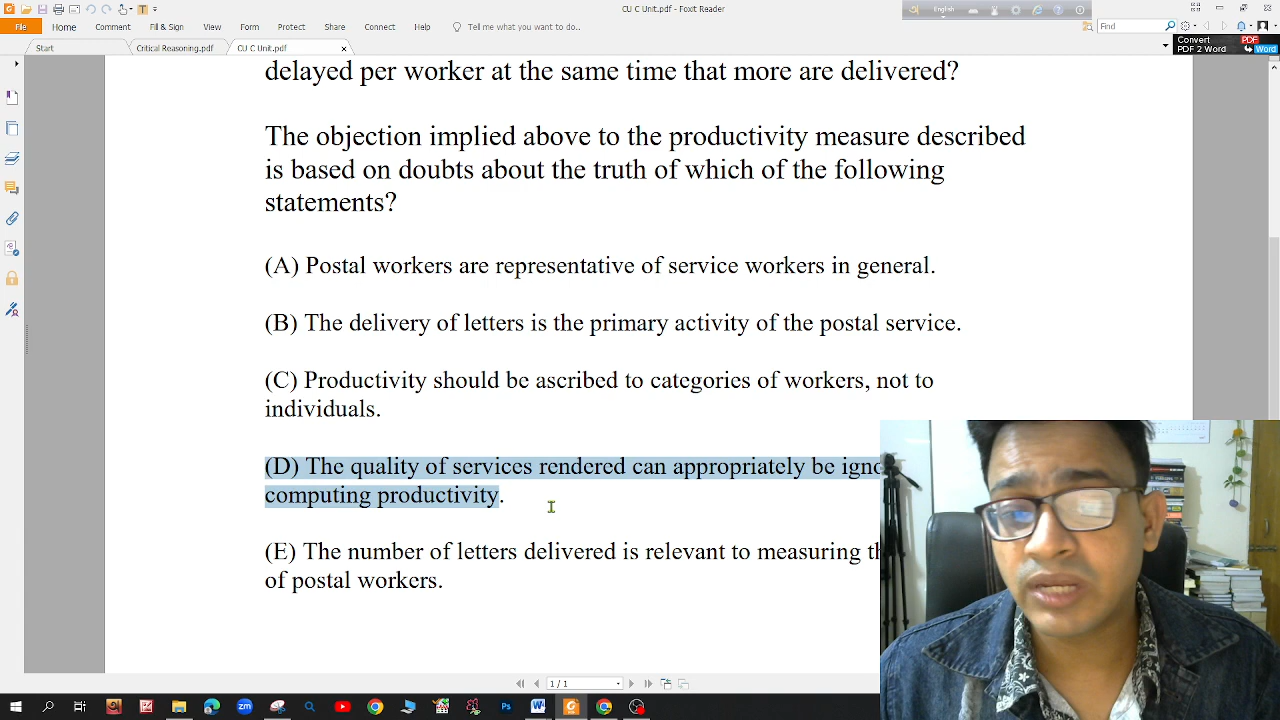 CU C Unit.pdf - Foxit Reader
English
File Home Comment Fill & Sign View Form Protect Share Connect Help Tell me what you want to do..
Find
Start Critical Reasoning.pdf CU C Unit.pdf
Convert PDF
PDF 2 Word Word
delayed per worker at the same time that more are delivered?
The objection implied above to the productivity measure described
is based on doubts about the truth of which of the following
statements?
(A) Postal workers are representative of service workers in general.
(B) The delivery of letters is the primary activity of the postal service.
(C) Productivity should be ascribed to categories of workers, not to
individuals.
(D) The quality of services rendered can appropriately be igno
computing productivity.
(E) The number of letters delivered is relevant to measuring th
of postal workers.
1 / 1
zm
Ps